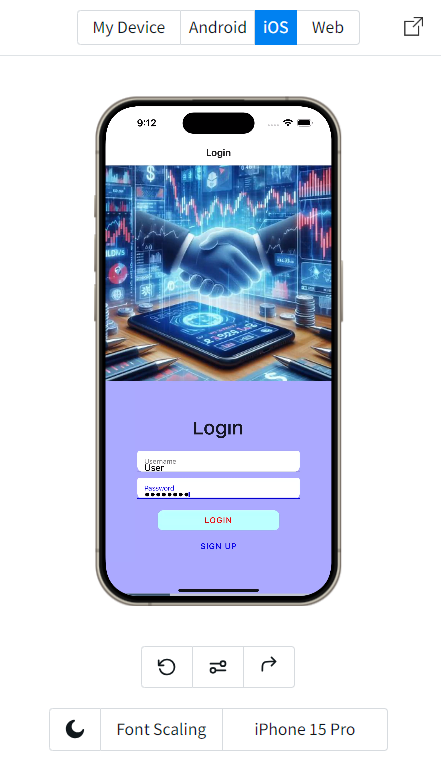 My Device Android iOS Web
9:12
Login
Login
Username
User
Password
LOGIN
SIGN UP
Font Scaling iPhone 15 Pro